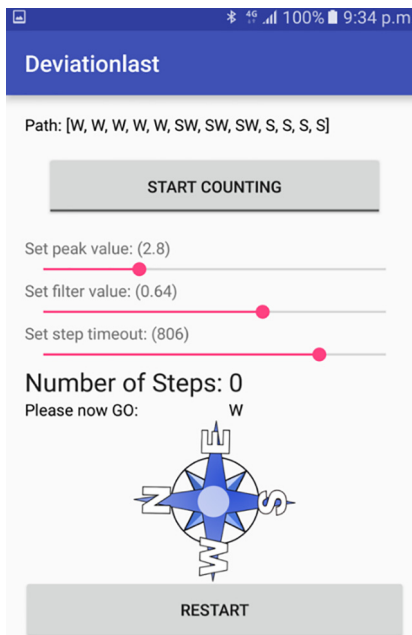 4G 100% 9:34 p.m
Deviationlast
Path: [W, W, W, W, W, SW, SW, SW, S, S, S, S]
START COUNTING
Set peak value: (2.8)
Set filter value: (0.64)
Set step timeout: (806)
Number of Steps: 0
Please now GO: W
E
N S
W
RESTART